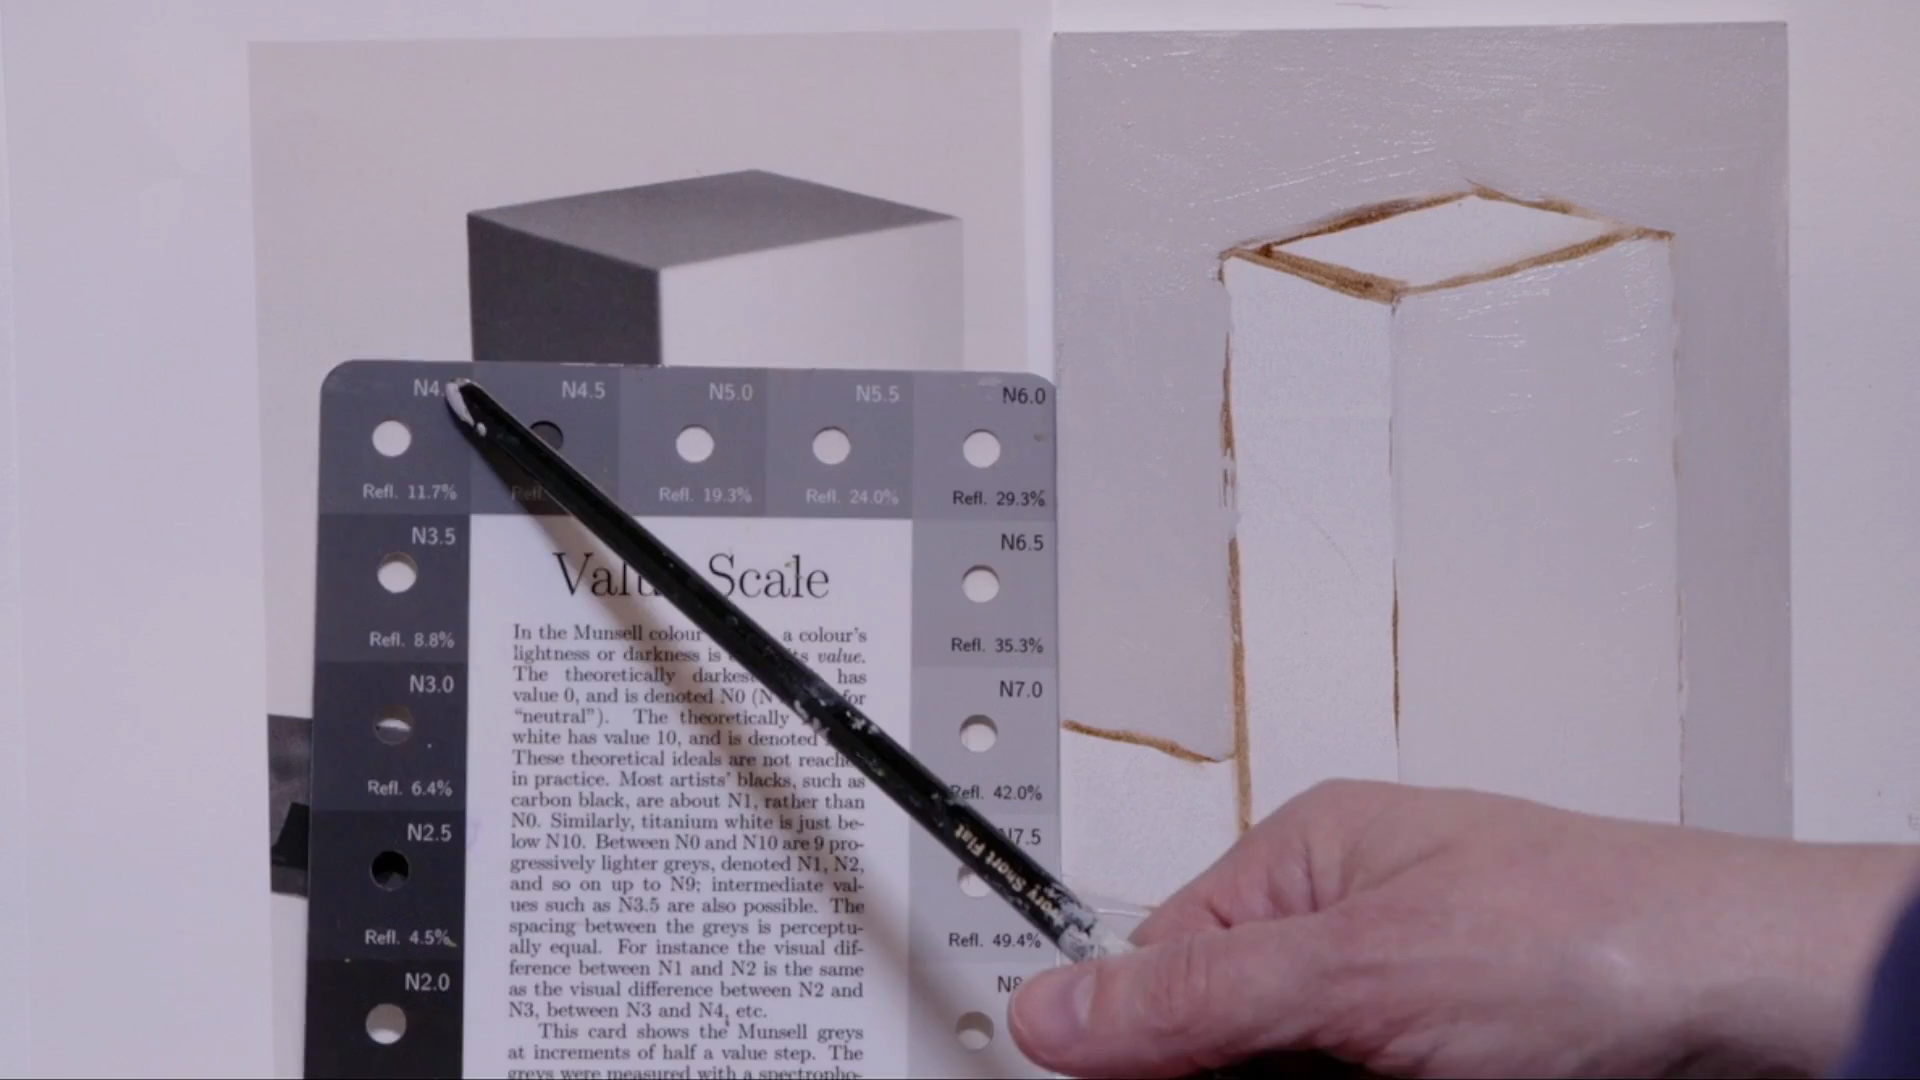 N4. N4.5 N5.0 N5.5 N6.0
Refl. 11.7% Refl. Refl. 19.3% Refl. 24.0% Refl. 29.3%
N3.5
Refl. 8.8%
N3.0
Refl. 6.4%
N2.5
Refl. 4.5%
N2.0
Scale
In the Munsell colour a colour's
lightness or darkness is its value.
The theoretically darkest has
value 0, and is denoted N0 (N for
“neutral”). The theoretically
white has value 10, and is denoted
These theoretical ideals are not
in practice. Most artists' blacks, such as
carbon black, are about N1, rather than
N0. Similarly, titanium white is just be-
low N10. Between N0 and N10 are 9 pro-
gressively lighter greys, denoted N1, N2,
and so on up to N9; intermediate val-
ues such as N3.5 are also possible. The
spacing between the greys is perceptu-
ally equal. For instance the visual dif-
ference between N1 and N2 is the same
as the visual difference between N2 and
N3, between N3 and N4, etc.
This card shows the Munsell greys
at increments of half a value step. The
greys were measured with a spectropho-
N6.5
Refl. 35.3%
N7.0
Refl. 42.0%
N7.5
Refl. 49.4%
N8
Short Flat